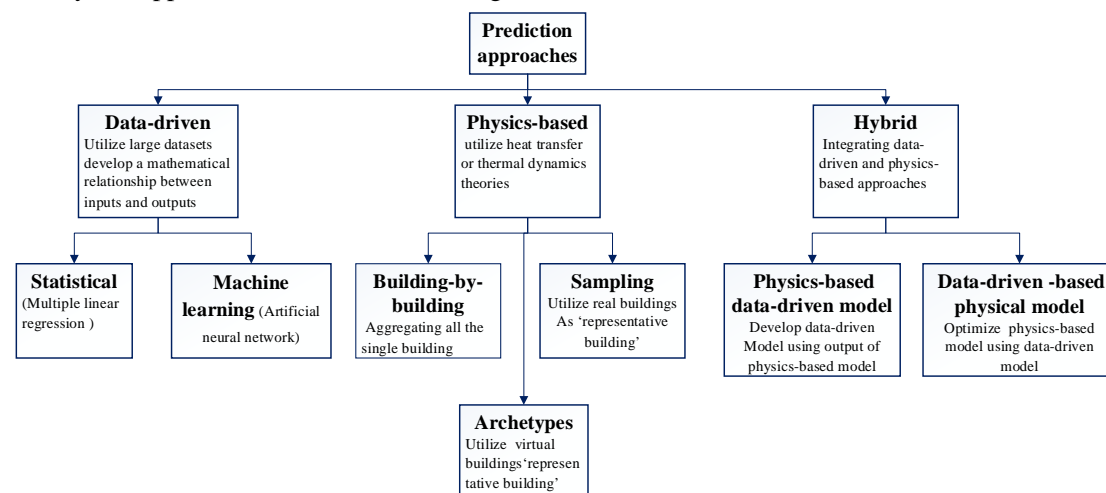 Prediction
approaches
Data-driven
Utilize large datasets
develop a mathematical
relationship between
inputs and outputs
Physics-based
utilize heat transfer
or thermal dynamics
theories
Hybrid
Integrating data-
driven and physics-
based approaches
Statistical
(Multiple linear
regression )
Machine
learning (Artificial
neural network)
Building-by-
building
Aggregating all the
single building
Sampling
Utilize real buildings
As ‘representative
building’
Physics-based
data-driven model
Develop data-driven
Model using output of
physics-based model
Data-driven -based
physical model
Optimize physics-based
model using data-driven
model
Archetypes
Utilize virtual
buildings‘represen
tative building’